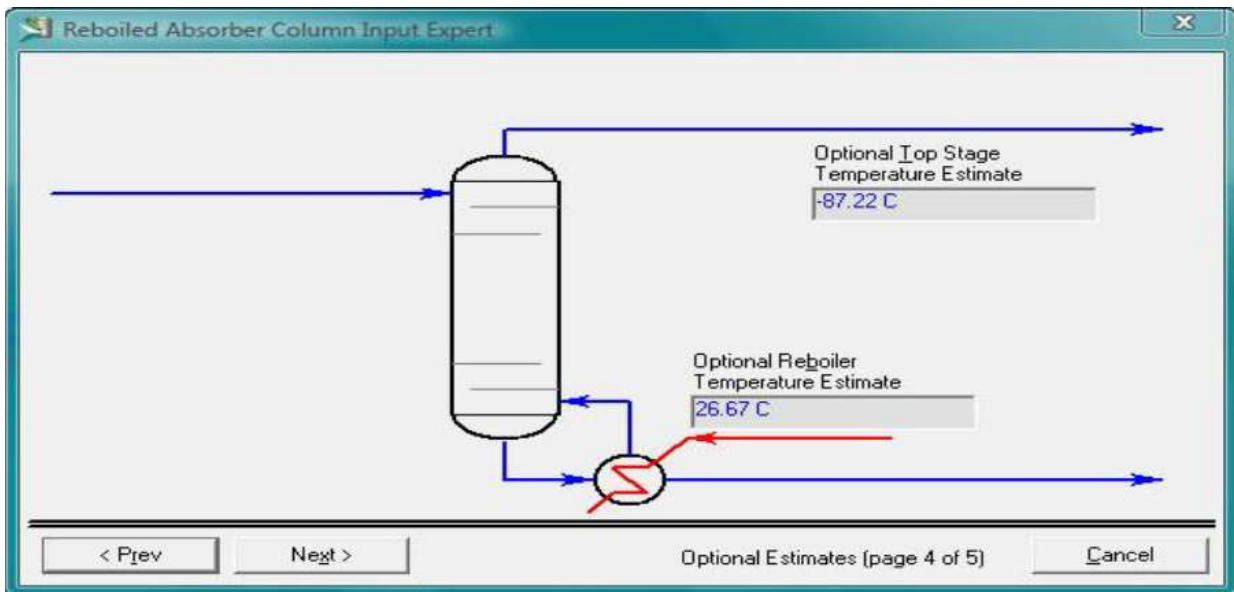 Reboiled Absorber Column Input Expert
Optional Top Stage
Temperature Estimate
-87.22 C
Optional Reboiler
Temperature Estimate
26.67 C
< Prev
Next >
Optional Estimates (page 4 of 5)
Cancel